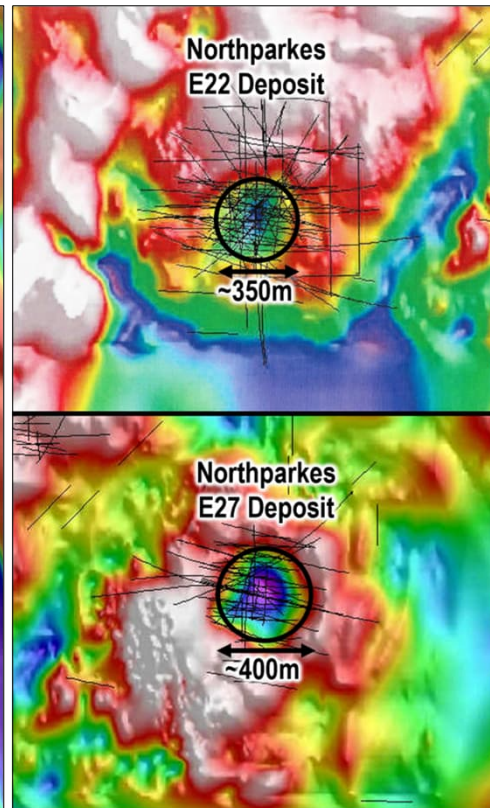 Northparkes
E22 Deposit
~350m
Northparkes
E27 Deposit
~400m